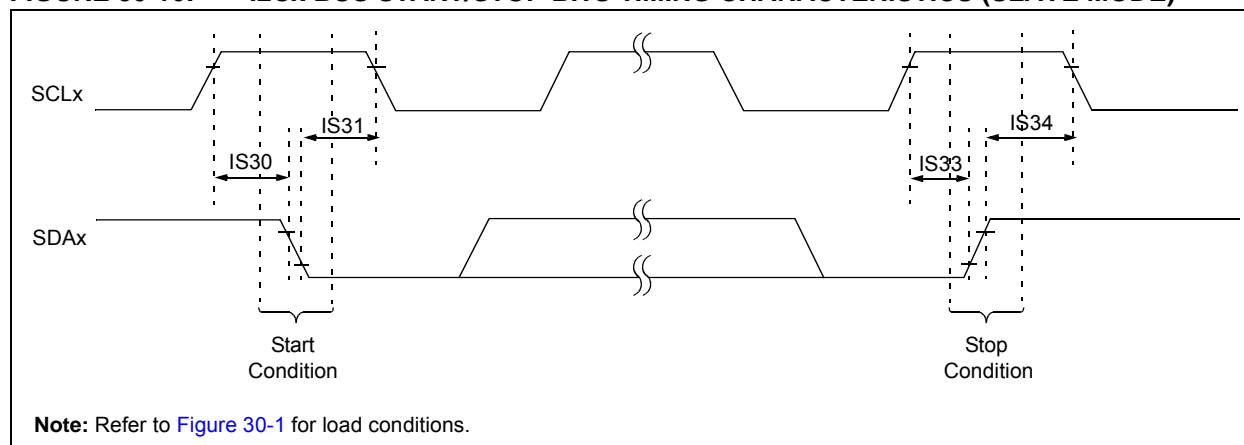 SCLx
IS31
IS34
IS30
IS33
SDAx
Start
Condition
Stop
Condition
Note: Refer to Figure 30-1 for load conditions.